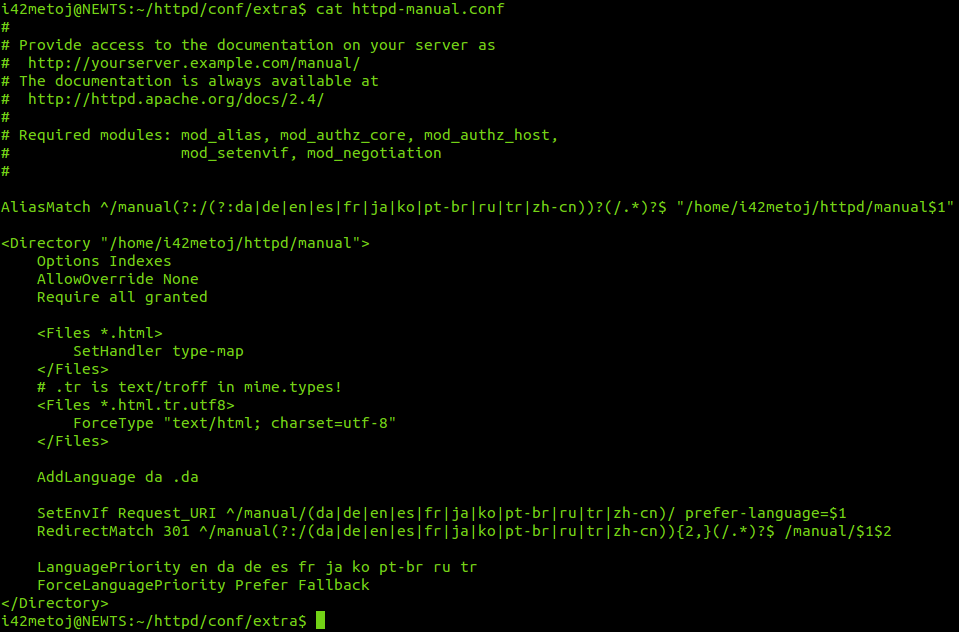 i42metoj@NEWTS:~/httpd/conf/extra$ cat httpd-manual.conf
#
# Provide access to the documentation on your server as
#  http://yourserver.example.com/manual/
# The documentation is always available at
#  http://httpd.apache.org/docs/2.4/
#
# Required modules: mod_alias, mod_authz_core, mod_authz_host,
#                   mod_setenvif, mod_negotiation
#

AliasMatch ^/manual(?:/(?:da|de|en|es|fr|ja|ko|pt-br|ru|tr|zh-cn))?(/.*)?$ "/home/i42metoj/httpd/manual$1"

<Directory "/home/i42metoj/httpd/manual">
    Options Indexes
    AllowOverride None
    Require all granted

    <Files *.html>
        SetHandler type-map
    </Files>
    # .tr is text/troff in mime.types!
    <Files *.html.tr.utf8>
        ForceType "text/html; charset=utf-8"
    </Files>

    AddLanguage da .da

    SetEnvIf Request_URI ^/manual/(da|de|en|es|fr|ja|ko|pt-br|ru|tr|zh-cn)/ prefer-language=$1
    RedirectMatch 301 ^/manual(?:/(da|de|en|es|fr|ja|ko|pt-br|ru|tr|zh-cn)){2,}(/.*)?$ /manual/$1$2

    LanguagePriority en da de es fr ja ko pt-br ru tr
    ForceLanguagePriority Prefer Fallback
</Directory>
i42metoj@NEWTS:~/httpd/conf/extra$